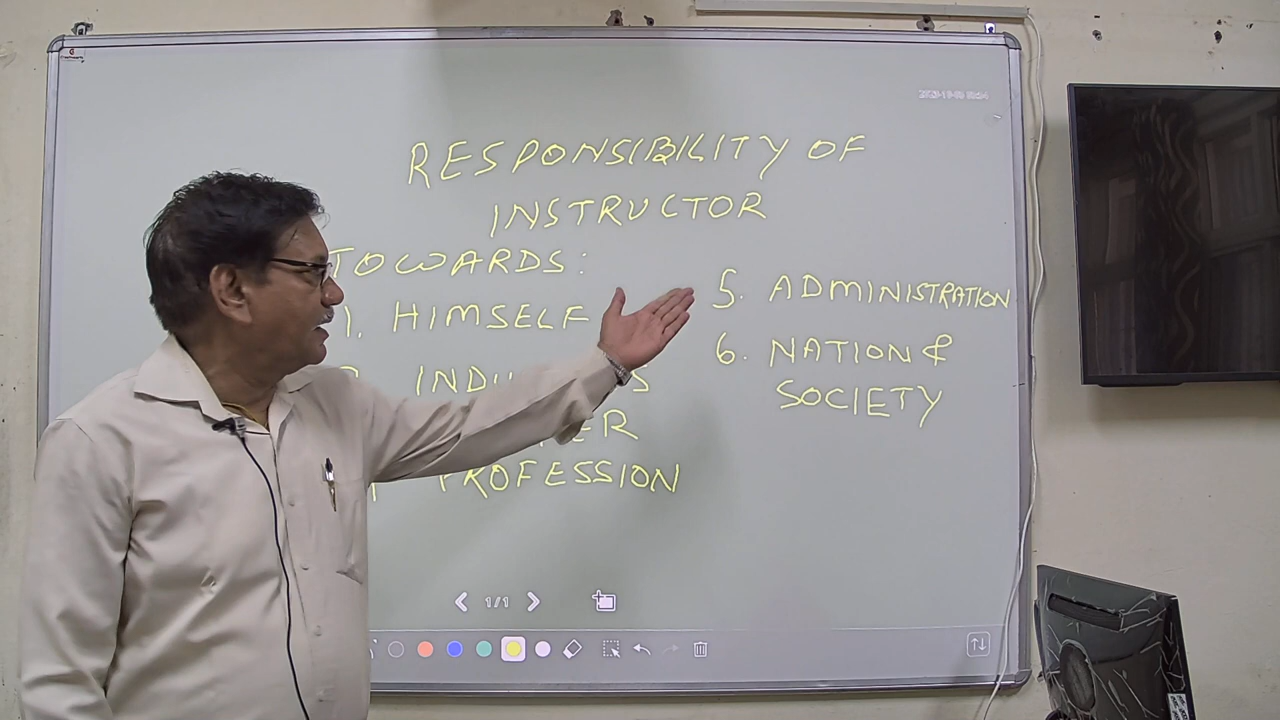 RESPONSIBILITY OF
INSTRUCTOR
TOWARDS:
1. HIMSELF
PROFESSION
5. ADMINISTRATION
6. NATION &
SOCIETY
1/1